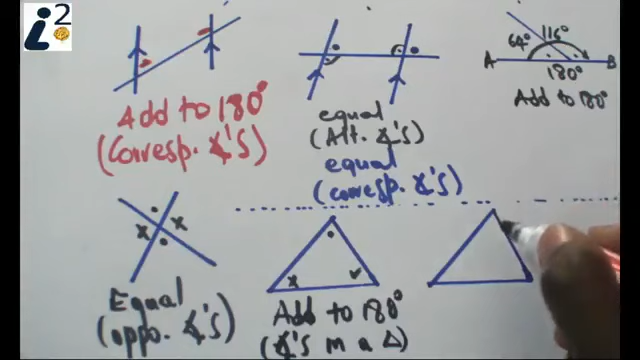 i2
Add to 180°
(Corresp. ∡'s)
equal
(Alt. ∡'s)
equal
(corresp. ∡'s)
64° 116°
A B
180°
Add to 180°
x x
Equal
(oppo. ∡'s)
x
Add to 180°
(∡'s in a Δ)